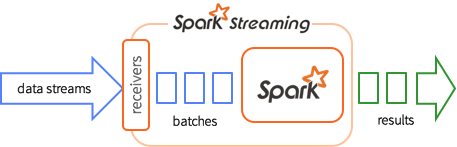 Spark Streaming
data streams
receivers
batches
Spark
results